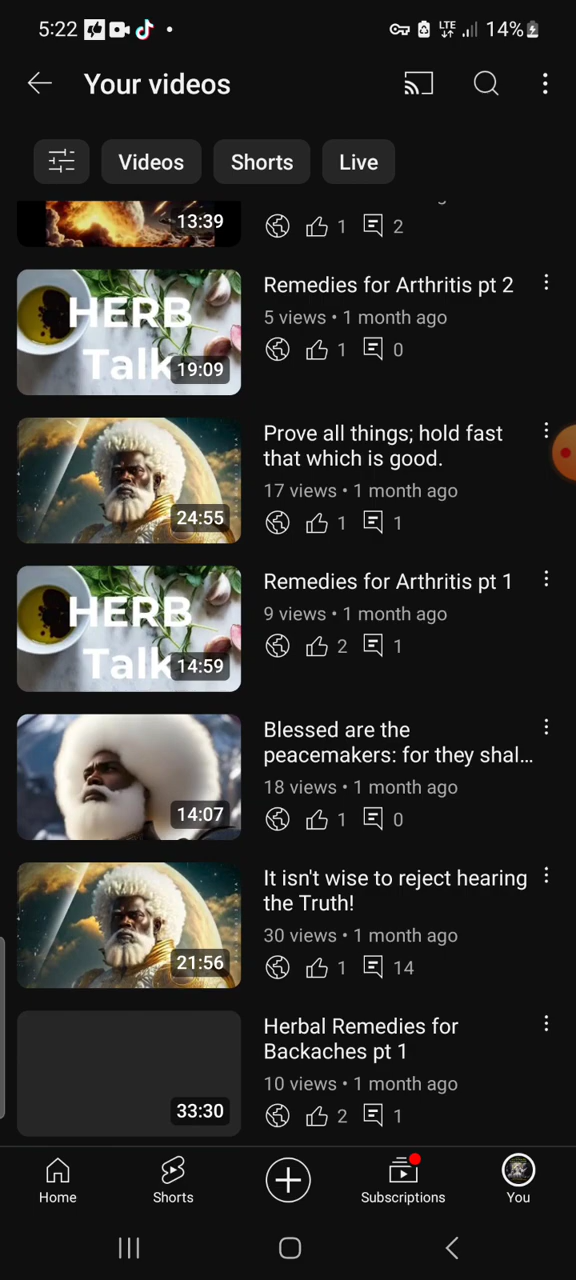 5:22
LTE
14%
Your videos
Videos
Shorts
Live
13:39
1
2
HERB
Talk
19:09
Remedies for Arthritis pt 2
5 views • 1 month ago
1
0
24:55
Prove all things; hold fast
that which is good.
17 views • 1 month ago
1
1
HERB
Talk
14:59
Remedies for Arthritis pt 1
9 views • 1 month ago
2
1
14:07
Blessed are the
peacemakers: for they shal...
18 views • 1 month ago
1
0
21:56
It isn't wise to reject hearing
the Truth!
30 views • 1 month ago
1
14
33:30
Herbal Remedies for
Backaches pt 1
10 views • 1 month ago
2
1
Home
Shorts
Subscriptions
You